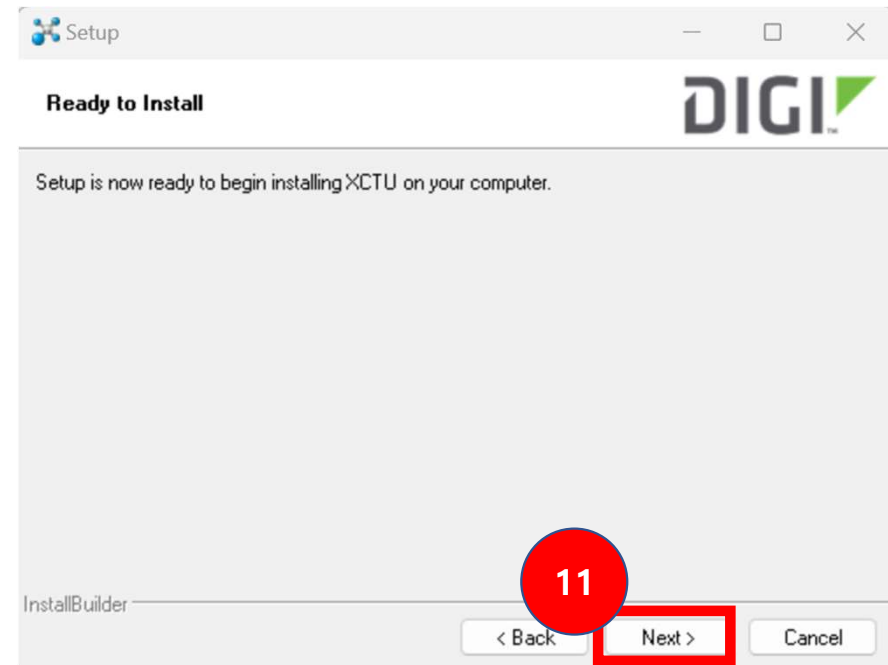 Setup
Ready to Install
DIGI
Setup is now ready to begin installing XCTU on your computer.
11
InstallBuilder
< Back
Next >
Cancel